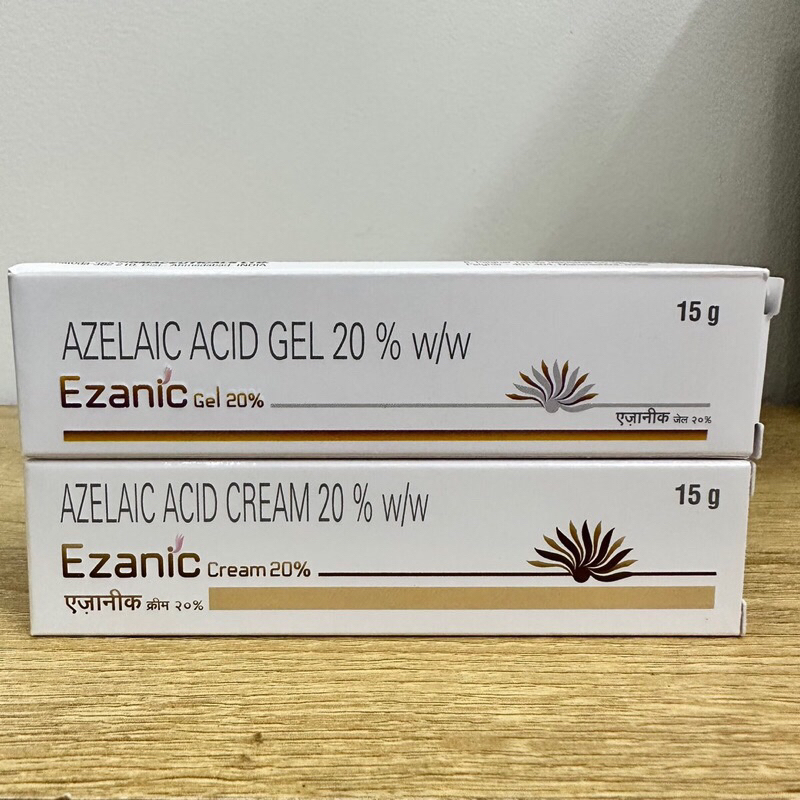 AZELAIC ACID GEL 20 % w/w
15 g
Ezanic Gel 20%
एज़ानीक जेल २०%
AZELAIC ACID CREAM 20 % w/w
15 g
Ezanic Cream 20%
एज़ानीक क्रीम २०%